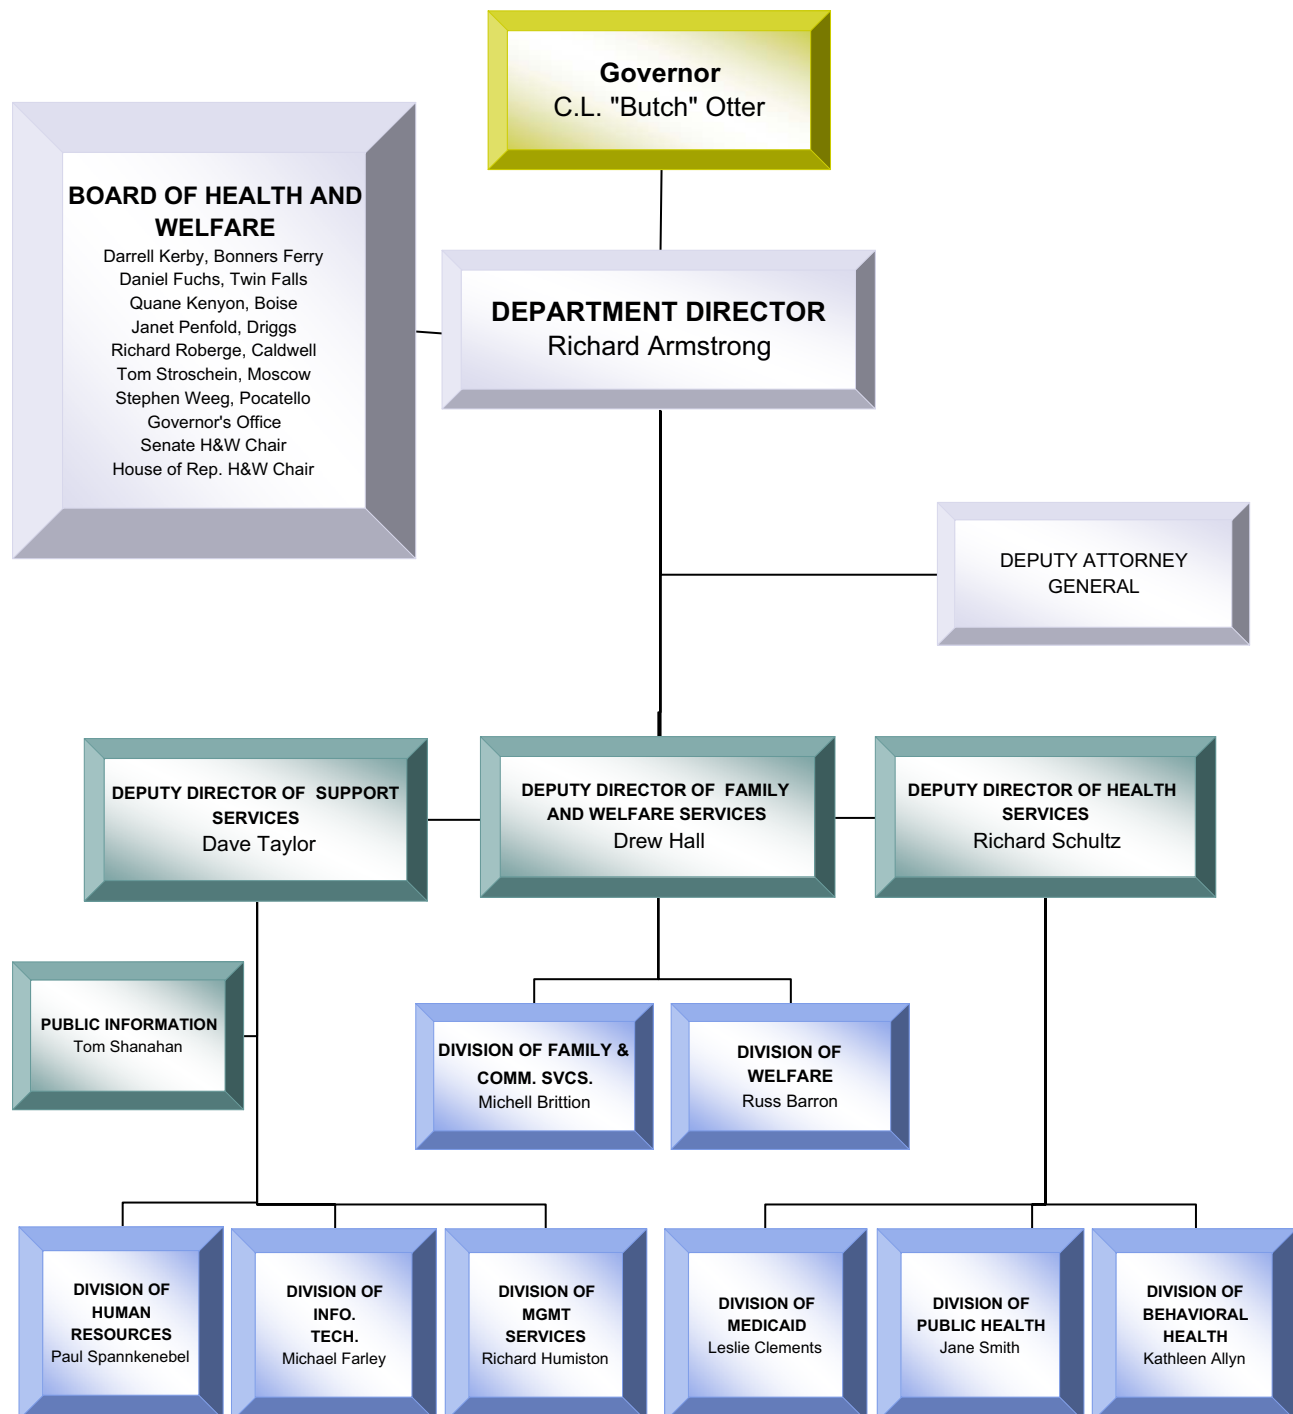 Governor
C.L. "Butch" Otter
BOARD OF HEALTH AND
WELFARE
Darrell Kerby, Bonners Ferry
Daniel Fuchs, Twin Falls
Quane Kenyon, Boise
Janet Penfold, Driggs
Richard Roberge, Caldwell
Tom Stroschein, Moscow
Stephen Weeg, Pocatello
Governor's Office
Senate H&W Chair
House of Rep. H&W Chair
DEPARTMENT DIRECTOR
Richard Armstrong
DEPUTY ATTORNEY
GENERAL
DEPUTY DIRECTOR OF SUPPORT
SERVICES
Dave Taylor
DEPUTY DIRECTOR OF FAMILY
AND WELFARE SERVICES
Drew Hall
DEPUTY DIRECTOR OF HEALTH
SERVICES
Richard Schultz
PUBLIC INFORMATION
Tom Shanahan
DIVISION OF FAMILY &
COMM. SVCS.
Michell Brittion
DIVISION OF
WELFARE
Russ Barron
DIVISION OF
HUMAN
RESOURCES
Paul Spannkenebel
DIVISION OF
INFO.
TECH.
Michael Farley
DIVISION OF
MGMT
SERVICES
Richard Humiston
DIVISION OF
MEDICAID
Leslie Clements
DIVISION OF
PUBLIC HEALTH
Jane Smith
DIVISION OF
BEHAVIORAL
HEALTH
Kathleen Allyn